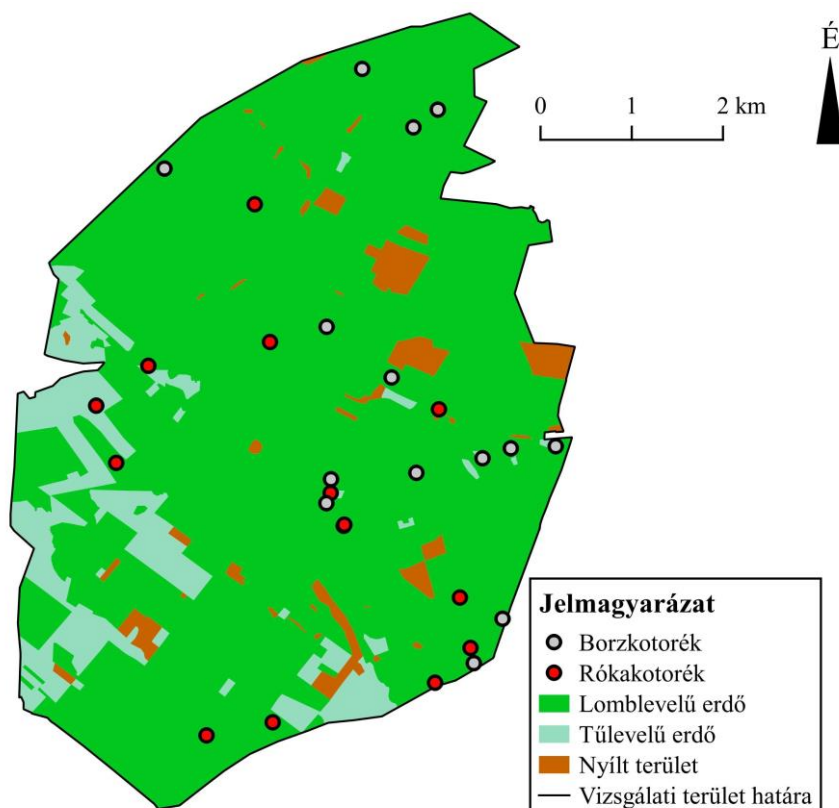 É
0 1 2 km
Jelmagyarázat
Borzkotorék
Rókakotorék
Lomblevelű erdő
Tűlevelű erdő
Nyílt terület
Vizsgálati terület határa